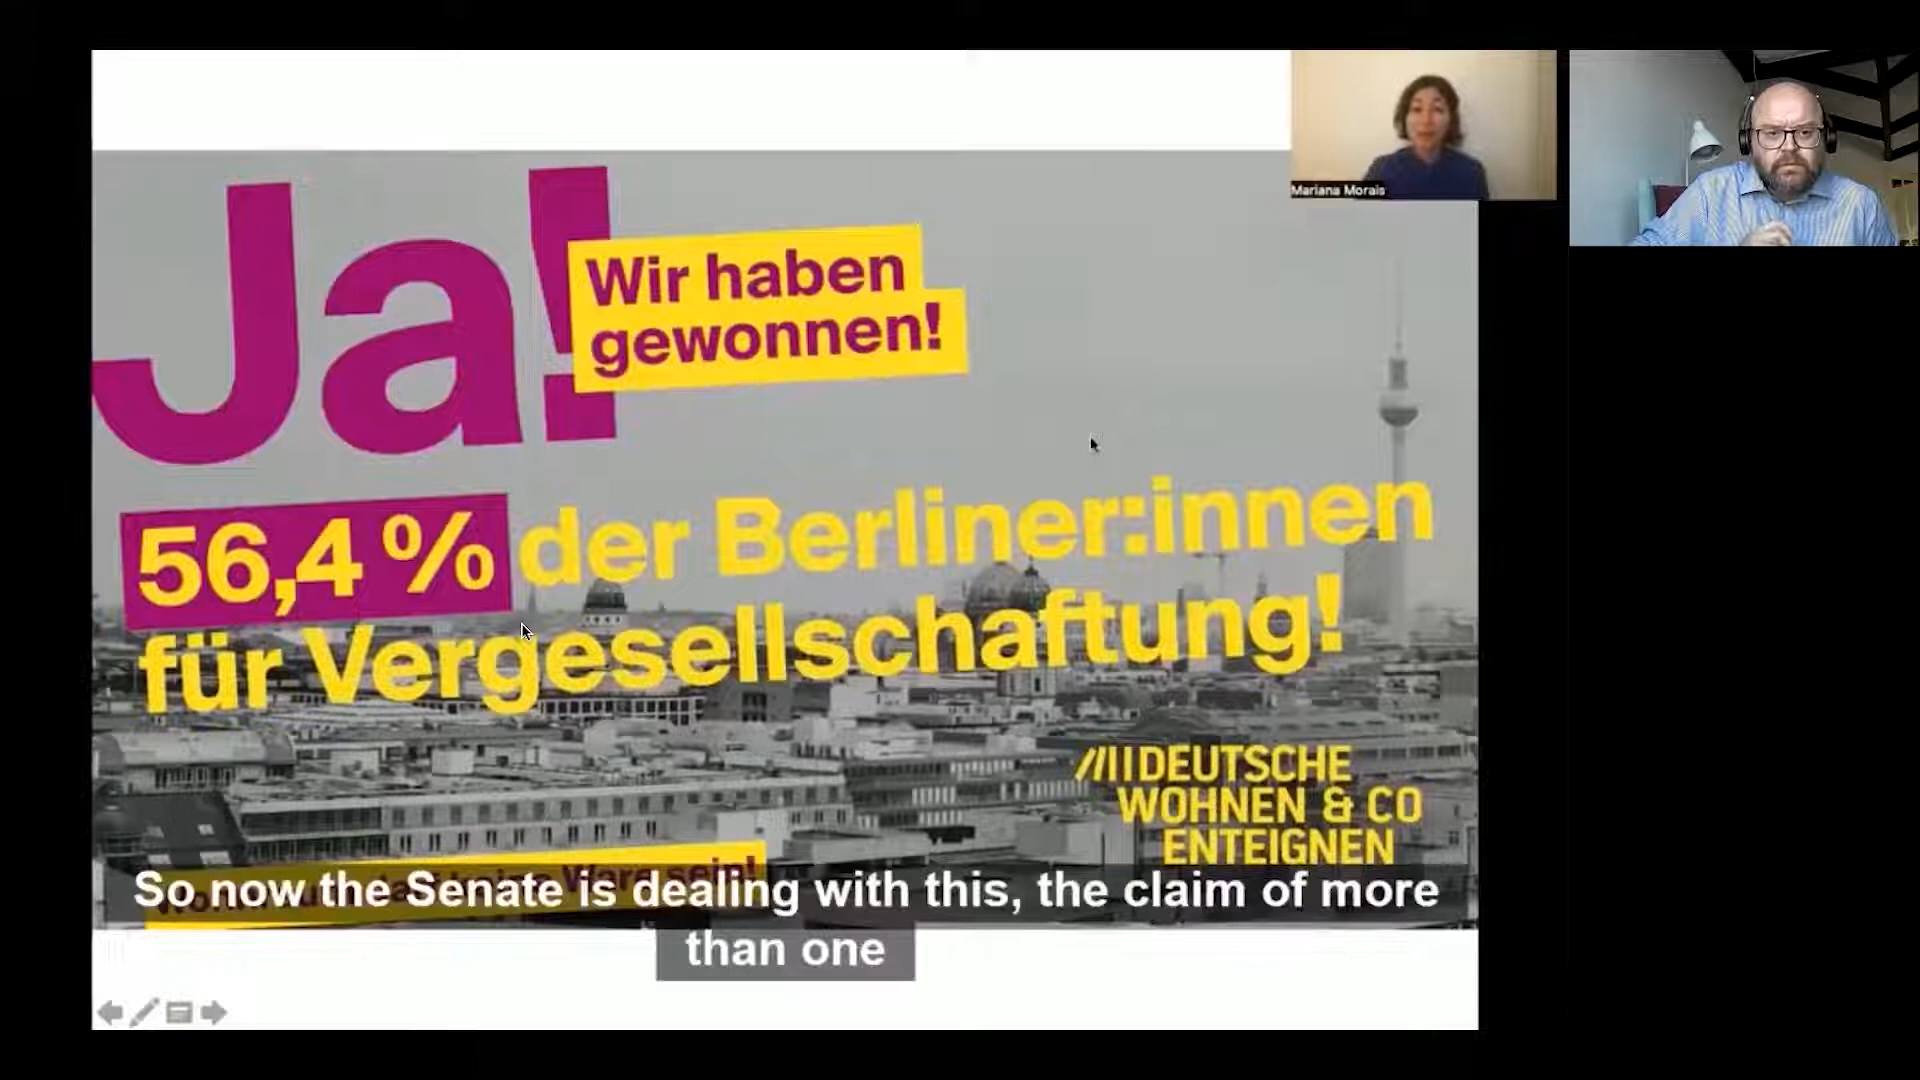 Ja!
Wir haben
gewonnen!
56,4 % der Berliner:innen
für Vergesellschaftung!
DEUTSCHE
WOHNEN & CO
ENTEIGNEN
Mariana Morais
So now the Senate is dealing with this, the claim of more
than one